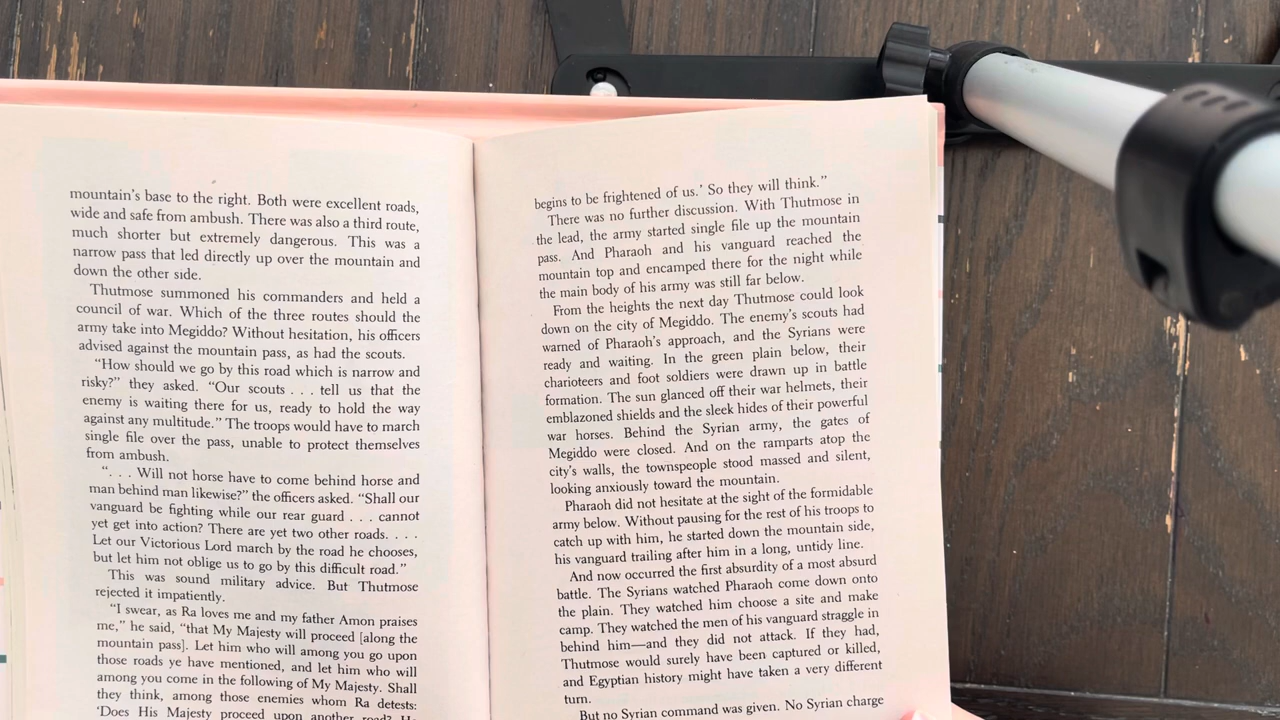 mountain's base to the right. Both were excellent roads,
wide and safe from ambush. There was also a third route,
much shorter but extremely dangerous. This was a
narrow pass that led directly up over the mountain and
down the other side.
Thutmose summoned his commanders and held a
council of war. Which of the three routes should the
army take into Megiddo? Without hesitation, his officers
advised against the mountain pass, as had the scouts.
“How should we go by this road which is narrow and
risky?” they asked. “Our scouts . . . tell us that the
enemy is waiting there for us, ready to hold the way
against any multitude.” The troops would have to march
single file over the pass, unable to protect themselves
from ambush.
“. . . Will not horse have to come behind horse and
man behind man likewise?” the officers asked. “Shall our
vanguard be fighting while our rear guard . . . cannot
yet get into action? There are yet two other roads. . . .
Let our Victorious Lord march by the road he chooses,
but let him not oblige us to go by this difficult road.”
This was sound military advice. But Thutmose
rejected it impatiently.
“I swear, as Ra loves me and my father Amon praises
me,” he said, “that My Majesty will proceed [along the
mountain pass]. Let him who will among you go upon
those roads ye have mentioned, and let him who will
among you come in the following of My Majesty. Shall
they think, among those enemies whom Ra detests:
‘Does His Majesty proceed upon another road? He
begins to be frightened of us.’ So they will think.”
There was no further discussion. With Thutmose in
the lead, the army started single file up the mountain
pass. And Pharaoh and his vanguard reached the
mountain top and encamped there for the night while
the main body of his army was still far below.
From the heights the next day Thutmose could look
down on the city of Megiddo. The enemy's scouts had
warned of Pharaoh's approach, and the Syrians were
ready and waiting. In the green plain below, their
charioteers and foot soldiers were drawn up in battle
formation. The sun glanced off their war helmets, their
emblazoned shields and the sleek hides of their powerful
war horses. Behind the Syrian army, the gates of
Megiddo were closed. And on the ramparts atop the
city's walls, the townspeople stood massed and silent,
looking anxiously toward the mountain.
Pharaoh did not hesitate at the sight of the formidable
army below. Without pausing for the rest of his troops to
catch up with him, he started down the mountain side,
his vanguard trailing after him in a long, untidy line.
And now occurred the first absurdity of a most absurd
battle. The Syrians watched Pharaoh come down onto
the plain. They watched him choose a site and make
camp. They watched the men of his vanguard straggle in
behind him—and they did not attack. If they had,
Thutmose would surely have been captured or killed,
and Egyptian history might have taken a very different
turn.
But no Syrian command was given. No Syrian charge